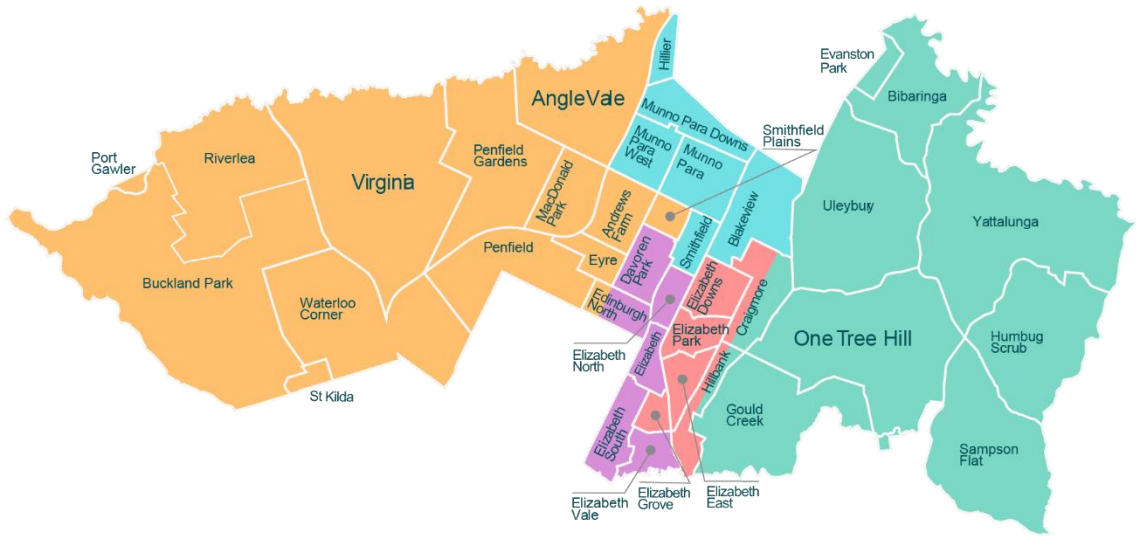 Evanston
Park
Hillier
Bibaringa
Angle Vale
Munno Para Downs
Smithfield
Plains
Port
Gawler
Riverlea
Penfield
Gardens
Munno
Para
West
Munno
Para
Virginia
MacDonald
Park
Andrews
Farm
Blakeview
Uleybury
Yattalunga
Smithfield
Penfield
Eyre
Davoren
Park
Buckland Park
Elizabeth
Downs
Waterloo
Corner
Edinburgh
North
Craigmore
Elizabeth
Park
One Tree Hill
Humbug
Scrub
Elizabeth
North
Elizabeth
Hillbank
St Kilda
Gould
Creek
Elizabeth
South
Sampson
Flat
Elizabeth
Vale
Elizabeth
Grove
Elizabeth
East